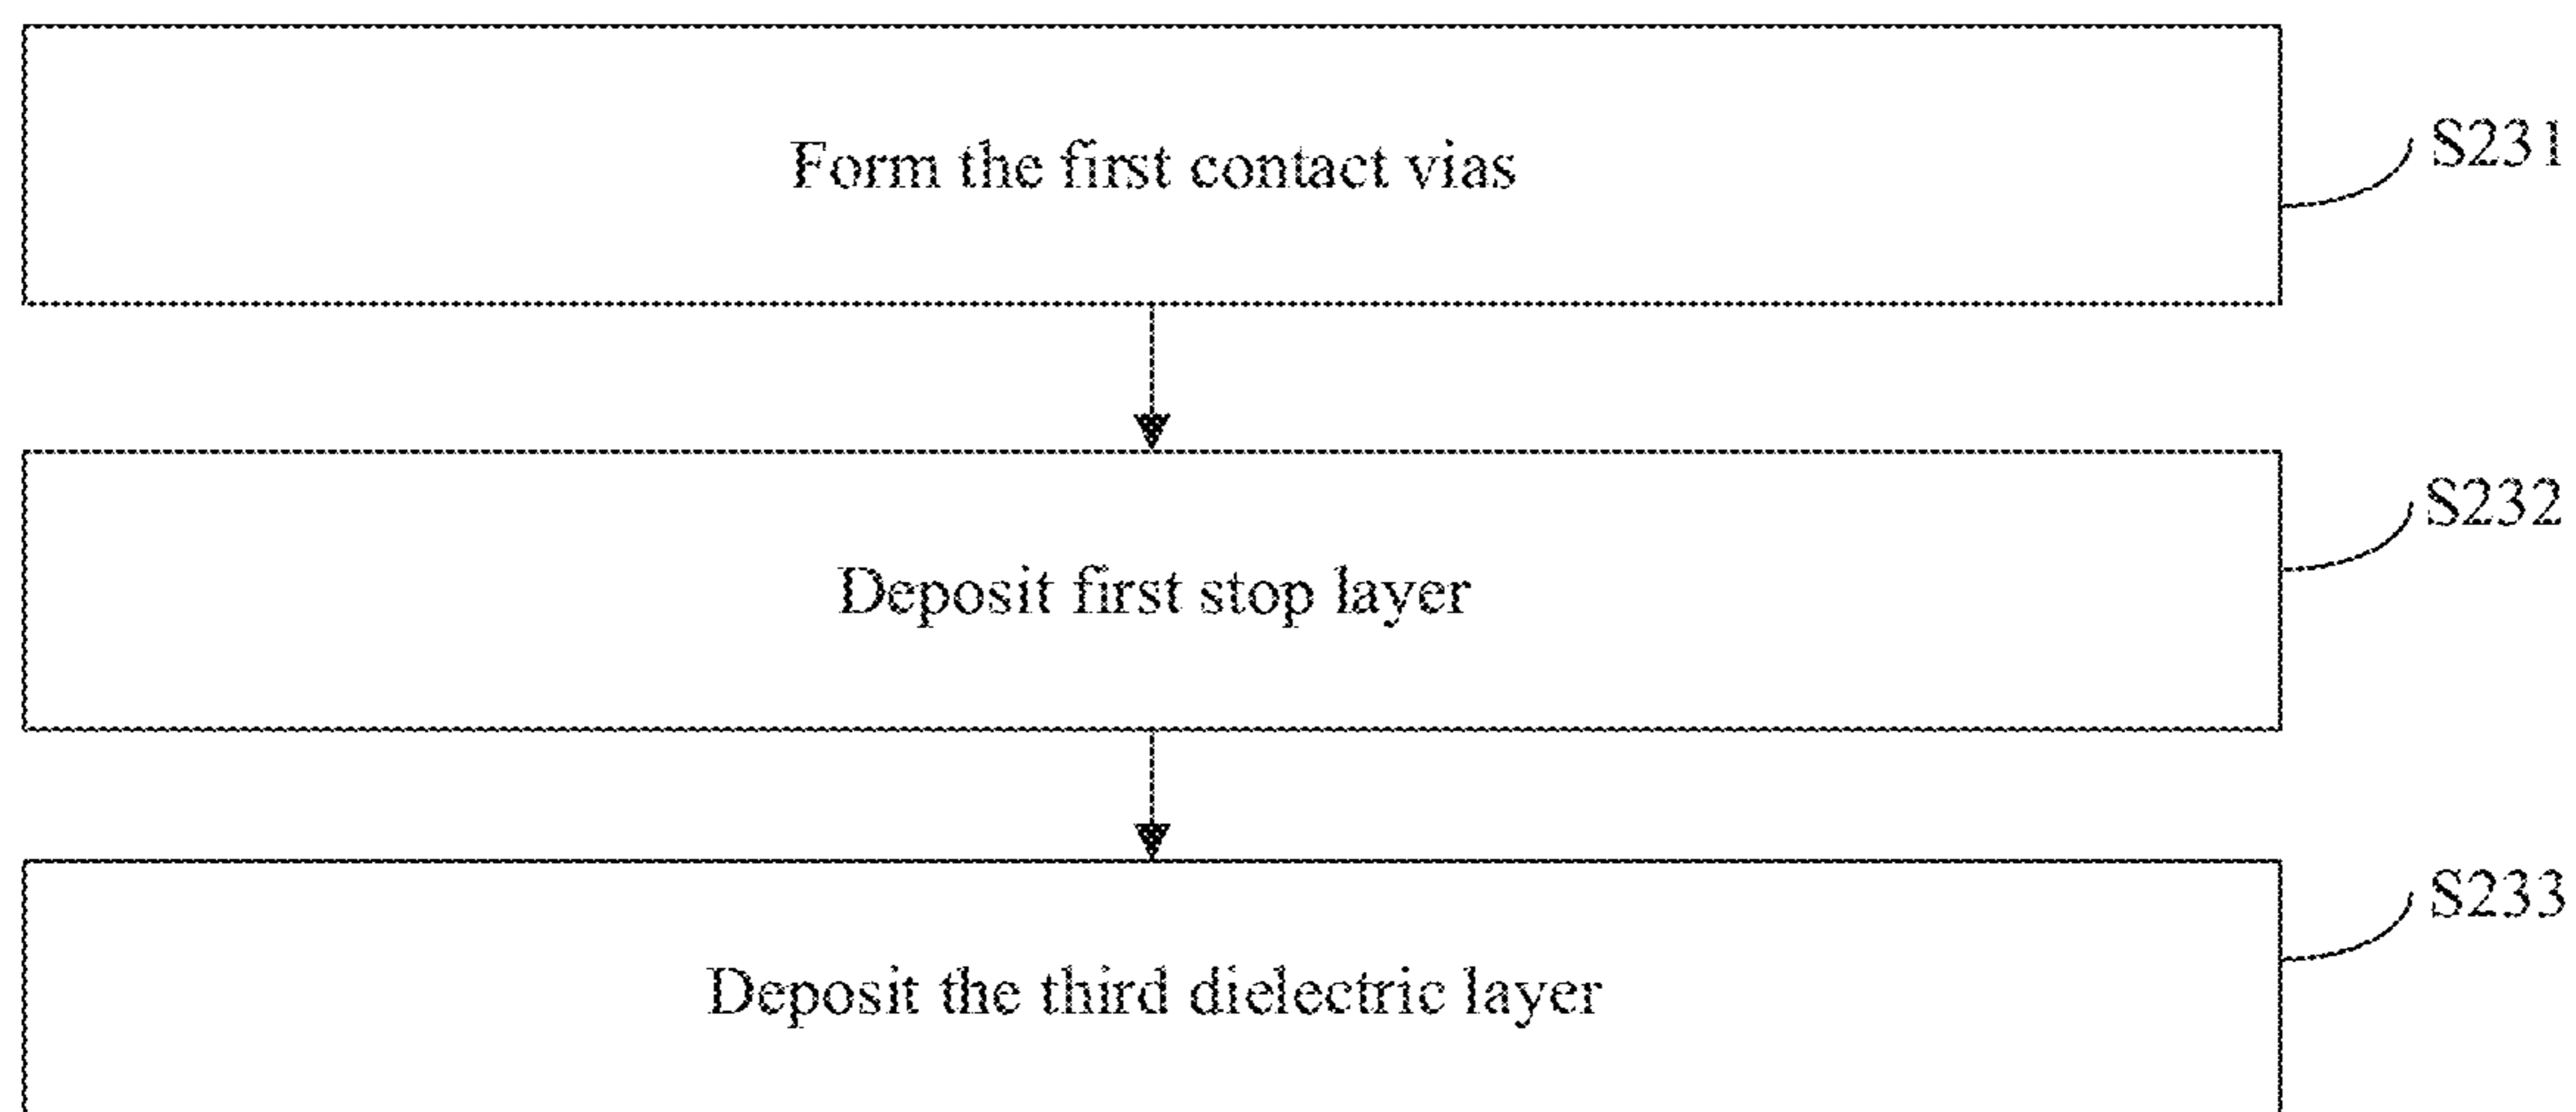 Form the first contact vias
S231
Deposit first stop layer
S232
Deposit the third dielectric layer
S233